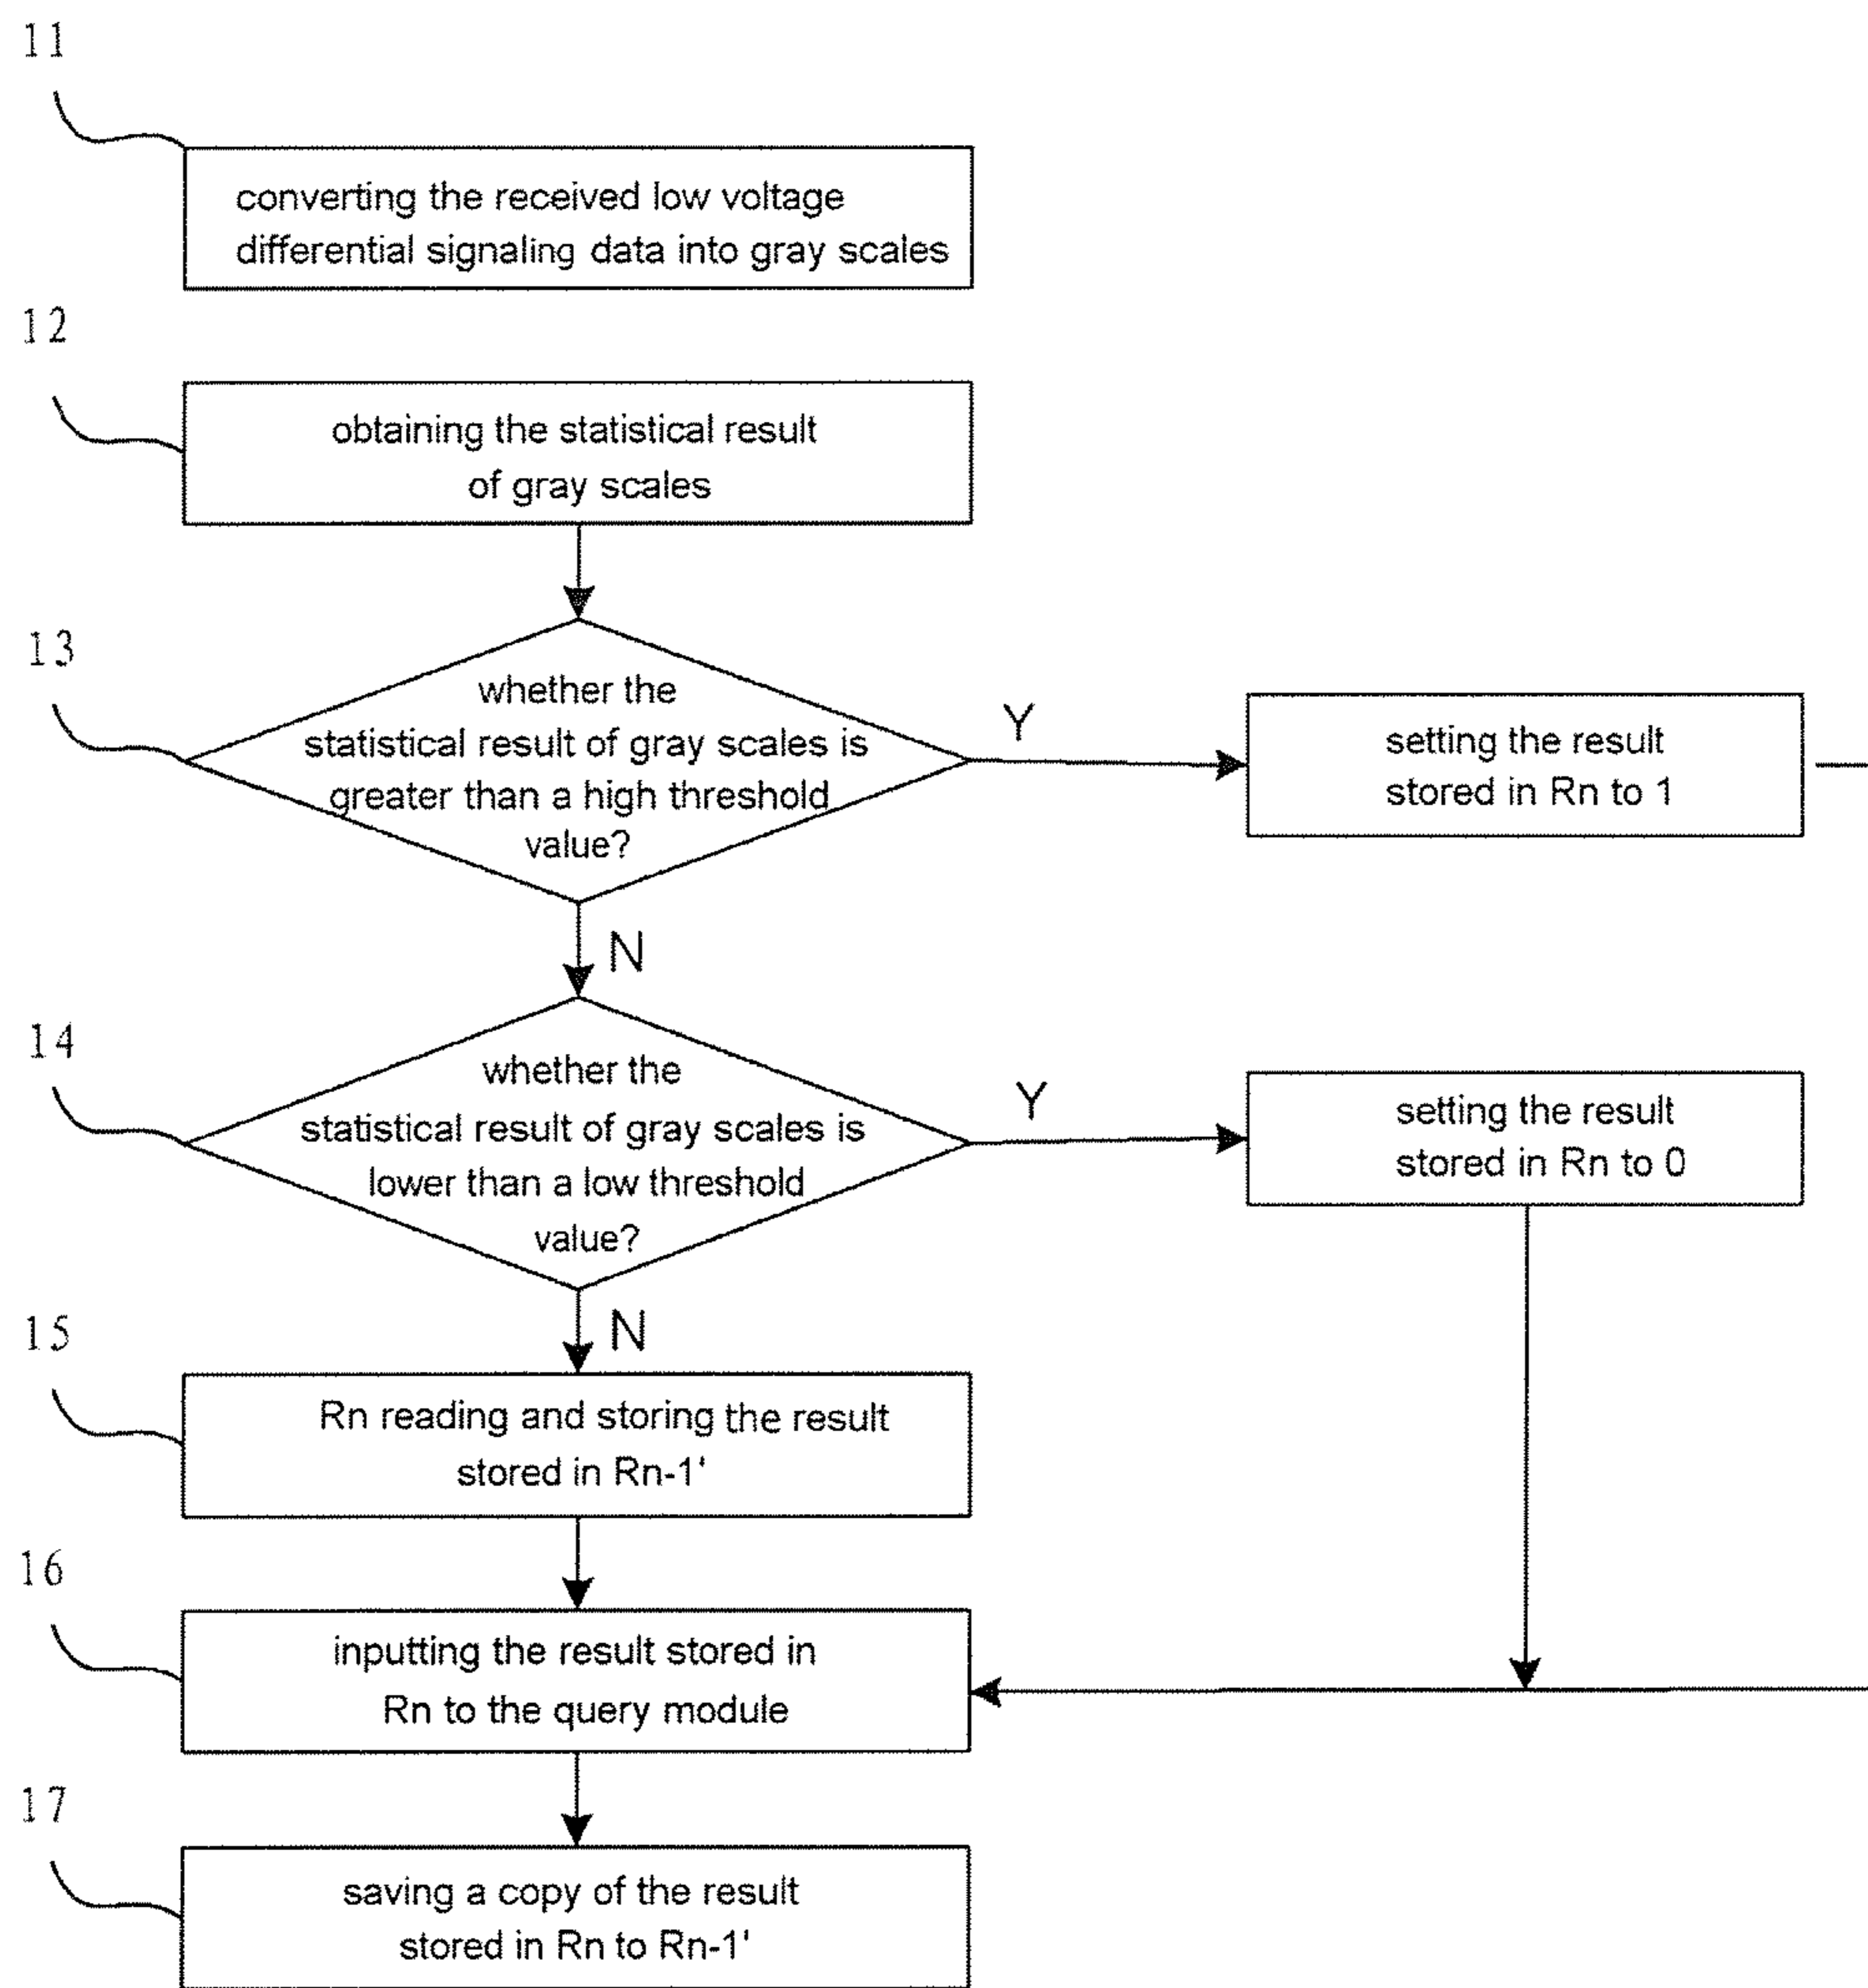 11
converting the received low voltage
differential signaling data into gray scales
12
obtaining the statistical result
of gray scales
13
whether the
statistical result of gray scales is
greater than a high threshold
value?
Y
setting the result
stored in Rn to 1
N
14
whether the
statistical result of gray scales is
lower than a low threshold
value?
Y
setting the result
stored in Rn to 0
N
15
Rn reading and storing the result
stored in Rn-1'
16
inputting the result stored in
Rn to the query module
17
saving a copy of the result
stored in Rn to Rn-1'